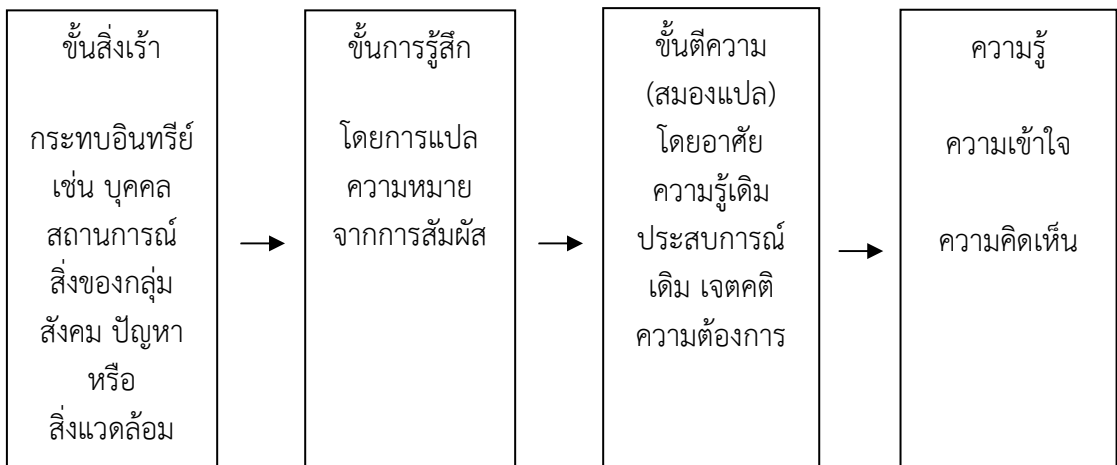 ขั้นสิ่งเร้า
กระทบอินทรีย์
เช่น บุคคล
สถานการณ์
สิ่งของกลุ่ม
สังคม ปัญหา
หรือ
สิ่งแวดล้อม
ขั้นการรู้สึก
โดยการแปล
ความหมาย
จากการสัมผัส
ขั้นตีความ
(สมองแปล)
โดยอาศัย
ความรู้เดิม
ประสบการณ์
เดิม เจตคติ
ความต้องการ
ความรู้
ความเข้าใจ
ความคิดเห็น